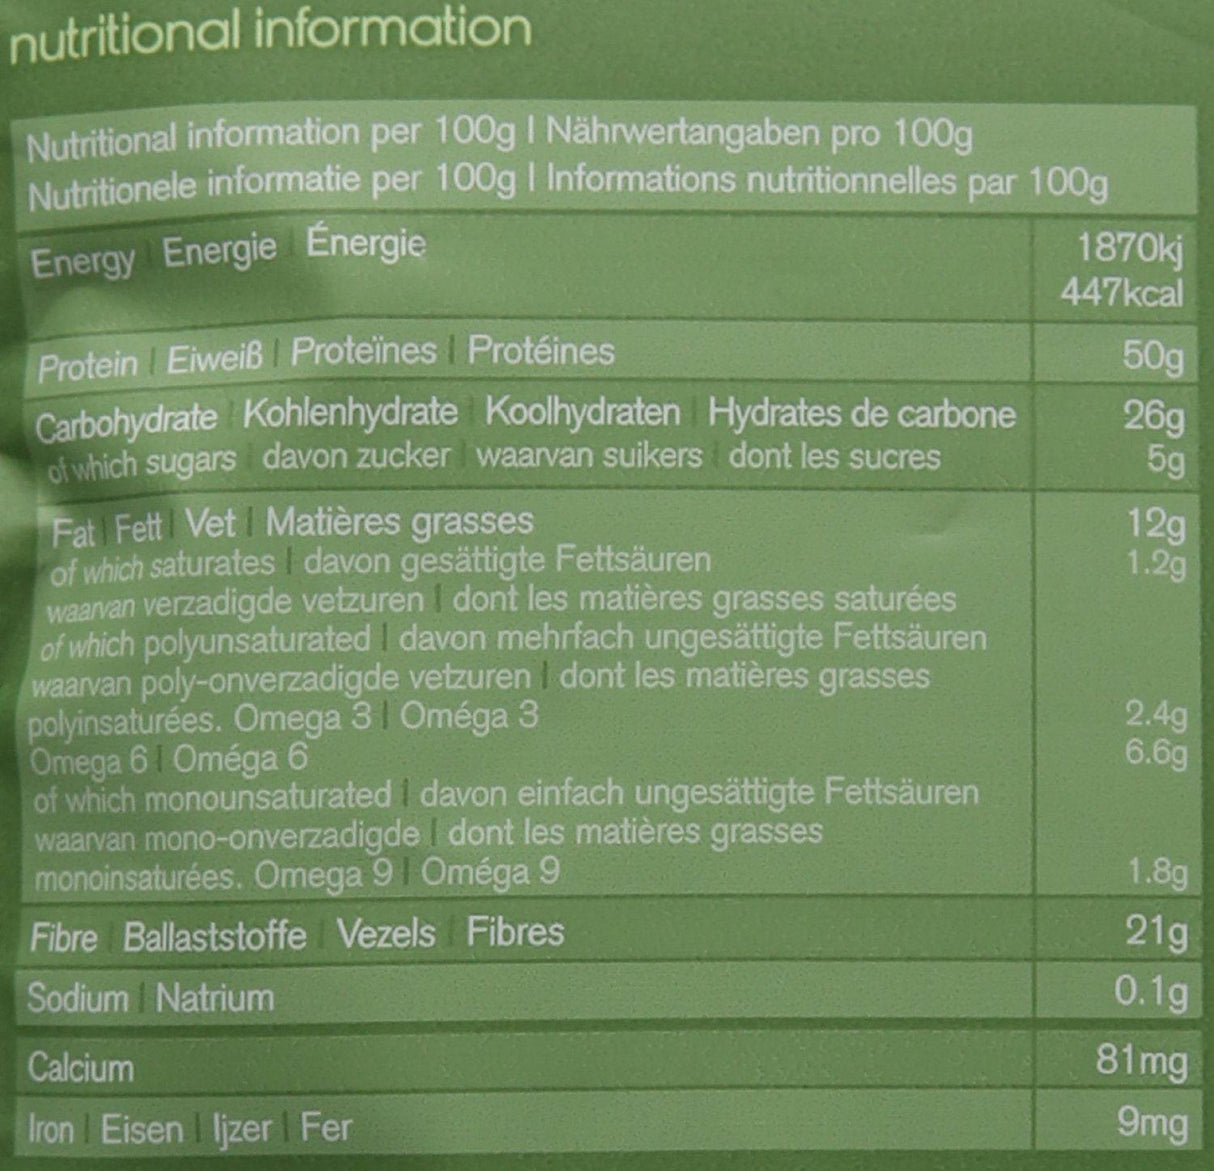 nutritional information
Nutritional information per 100g | Nährwertangaben pro 100g
Nutritionele informatie per 100g | Informations nutritionnelles par 100g
Energy | Energie | Énergie 1870kj
447kcal
Protein | Eiweiß | Proteïnes | Protéines 50g
Carbohydrate | Kohlenhydrate | Koolhydraten | Hydrates de carbone 26g
of which sugars | davon zucker | waarvan suikers | dont les sucres 5g
Fat | Fett | Vet | Matières grasses 12g
of which saturates | davon gesättigte Fettsäuren 1.2g
waarvan verzadigde vetzuren | dont les matières grasses saturées
of which polyunsaturated | davon mehrfach ungesättigte Fettsäuren
waarvan poly-onverzadigde vetzuren | dont les matières grasses
polyinsaturées. Omega 3 | Oméga 3 2.4g
Omega 6 | Oméga 6 6.6g
of which monounsaturated | davon einfach ungesättigte Fettsäuren
waarvan mono-onverzadigde | dont les matières grasses
monoinsaturées. Omega 9 | Oméga 9 1.8g
Fibre | Ballaststoffe | Vezels | Fibres 21g
Sodium | Natrium 0.1g
Calcium 81mg
Iron | Eisen | Ijzer | Fer 9mg